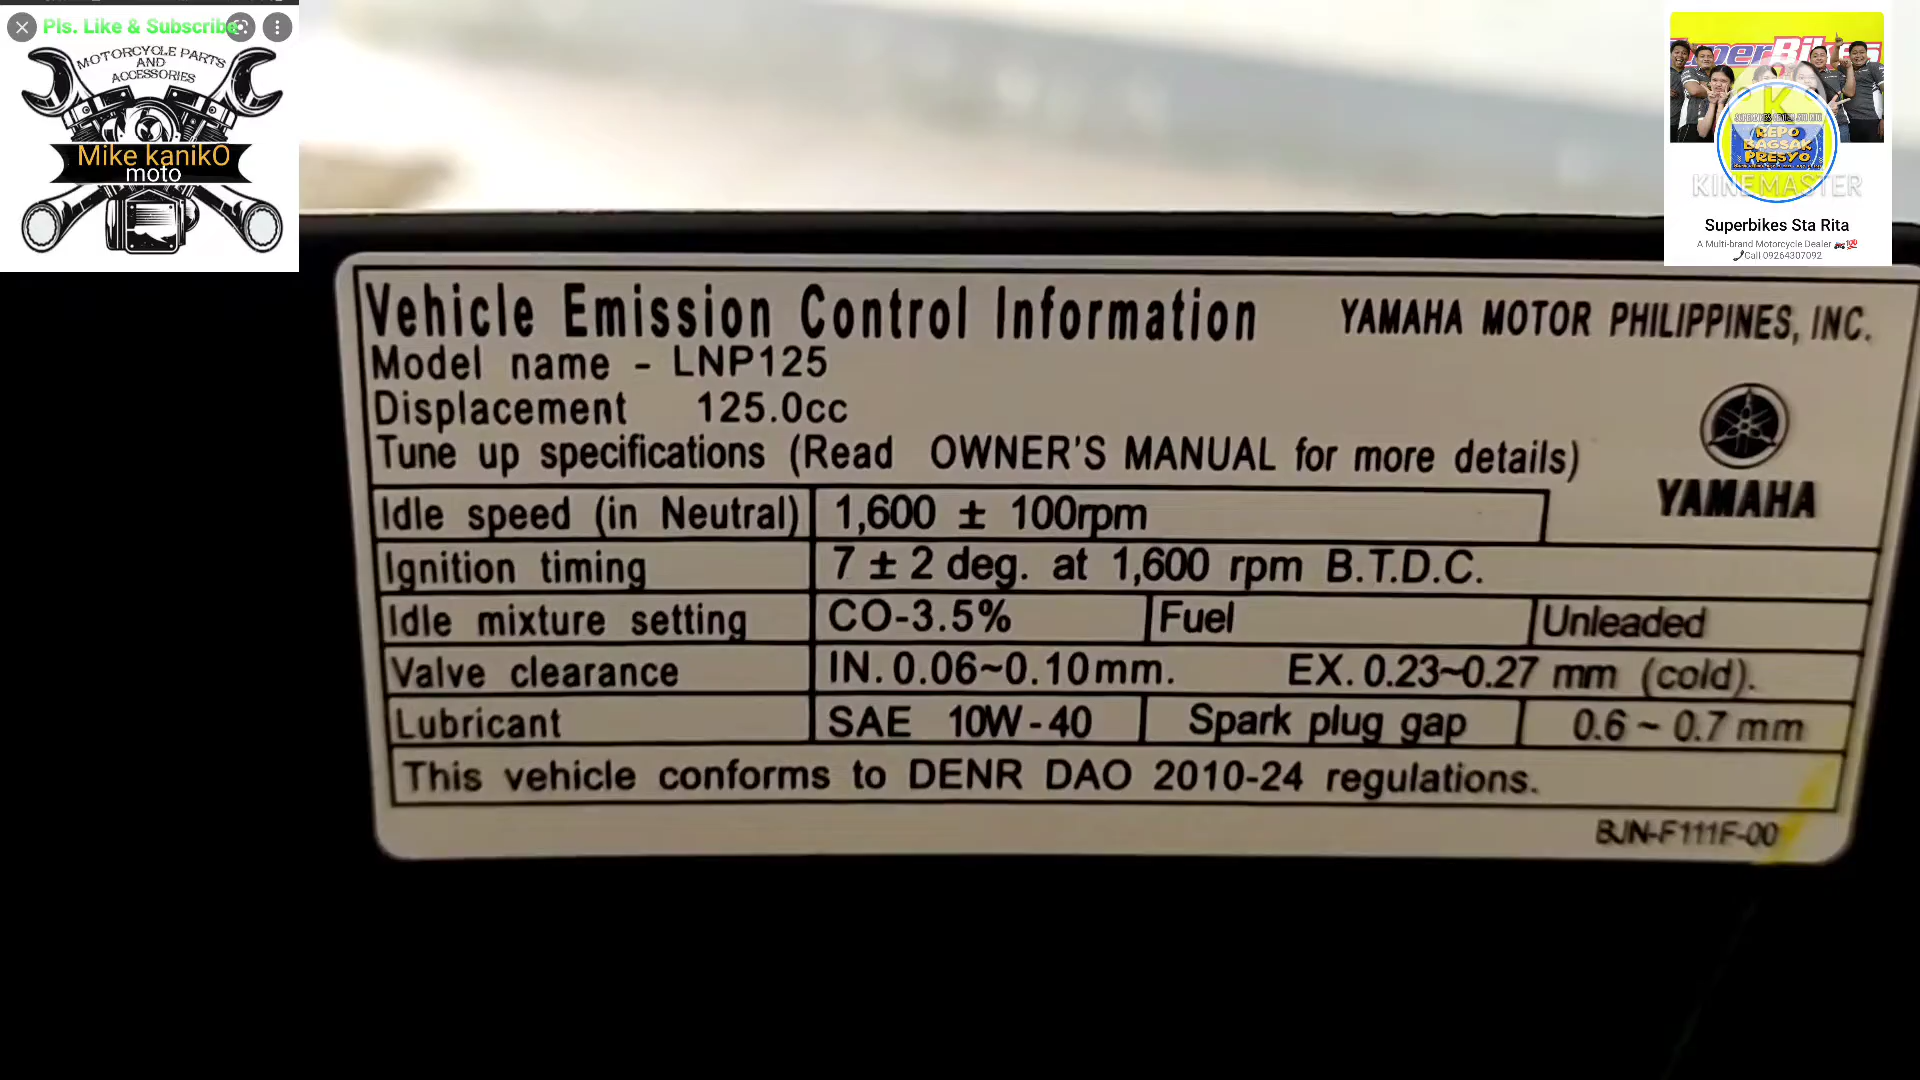 Pls. Like & Subscribe
MOTORCYCLE PARTS
AND
ACCESSORIES
Mike kanikO
moto
SuperBikes
REPO
BAGSAK
PRESYO
KINEMASTER
Superbikes Sta Rita
A Multi-brand Motorcycle Dealer 🏍💯
📞Call 09264307092
Vehicle Emission Control Information YAMAHA MOTOR PHILIPPINES, INC.
Model name - LNP125
Displacement 125.0cc
Tune up specifications (Read OWNER'S MANUAL for more details)
YAMAHA
Idle speed (in Neutral) 1,600 ± 100rpm
Ignition timing 7 ± 2 deg. at 1,600 rpm B.T.D.C.
Idle mixture setting CO-3.5% Fuel Unleaded
Valve clearance IN. 0.06~0.10mm. EX. 0.23~0.27 mm (cold).
Lubricant SAE 10W-40 Spark plug gap 0.6 ~ 0.7 mm
This vehicle conforms to DENR DAO 2010-24 regulations.
BJN-F111F-00